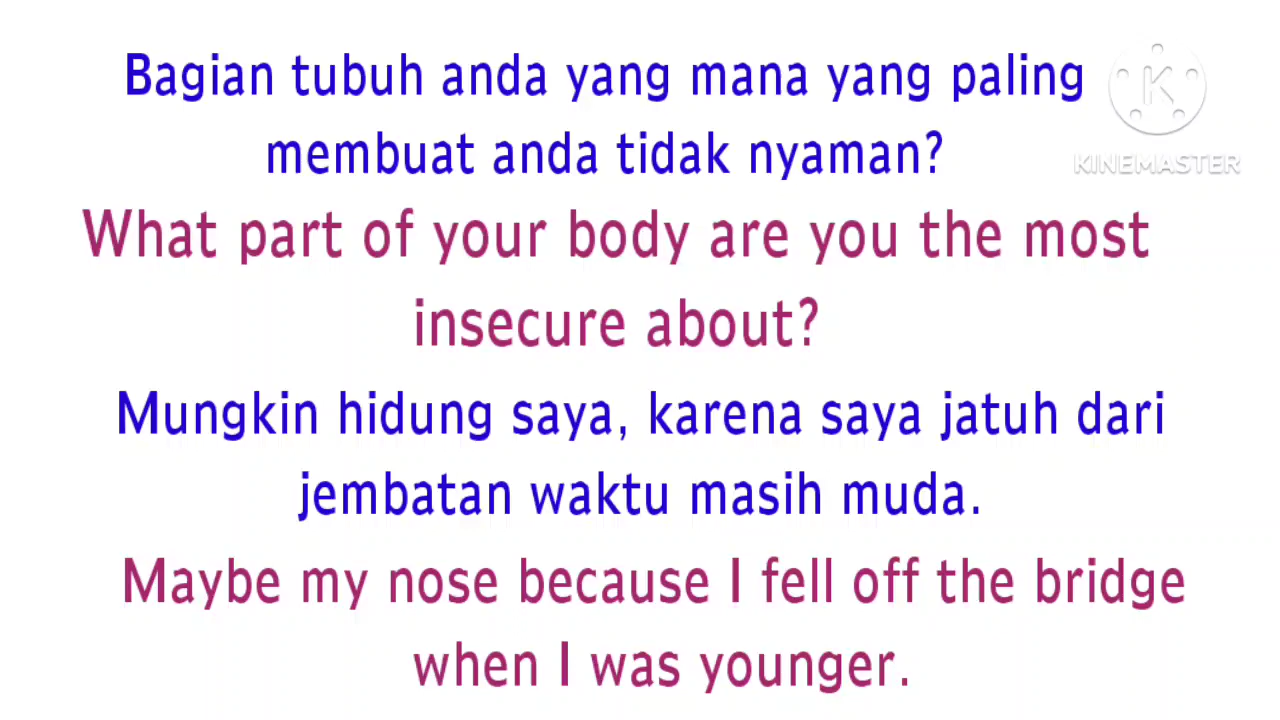 Bagian tubuh anda yang mana yang paling
membuat anda tidak nyaman?
What part of your body are you the most
insecure about?
Mungkin hidung saya, karena saya jatuh dari
jembatan waktu masih muda.
Maybe my nose because I fell off the bridge
when I was younger.
K
KINEMASTER